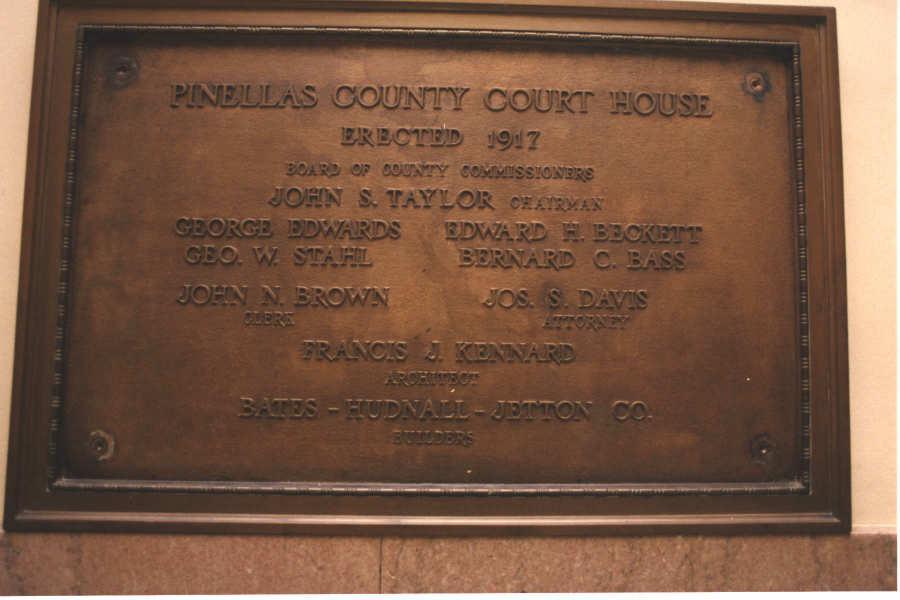 PINELLAS COUNTY COURT HOUSE
ERECTED 1917
BOARD OF COUNTY COMMISSIONERS
JOHN S. TAYLOR CHAIRMAN
GEORGE EDWARDS EDWARD H. BECKETT
GEO. W. STAHL BERNARD C. BASS
JOHN N. BROWN JOS. S. DAVIS
CLERK ATTORNEY
FRANCIS J. KENNARD
ARCHITECT
BATES - HUDNALL - JETTON CO.
BUILDERS